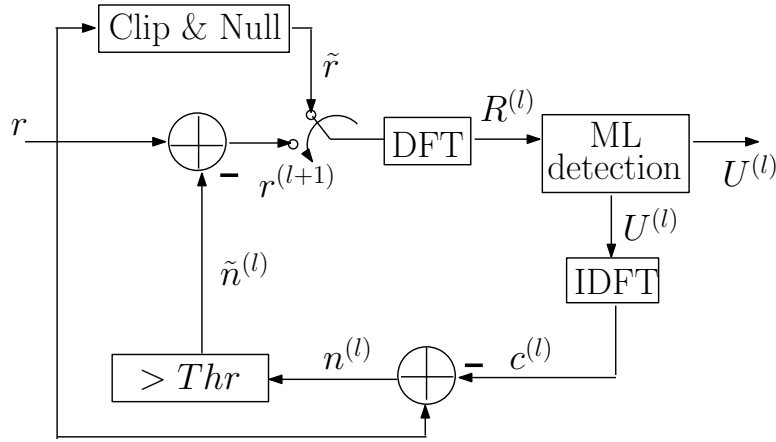 Clip & Null
r̃
r
−
r^{(l+1)}
DFT
R^{(l)}
ML
detection
U^{(l)}
U^{(l)}
ñ^{(l)}
IDFT
> Thr
n^{(l)}
−
c^{(l)}